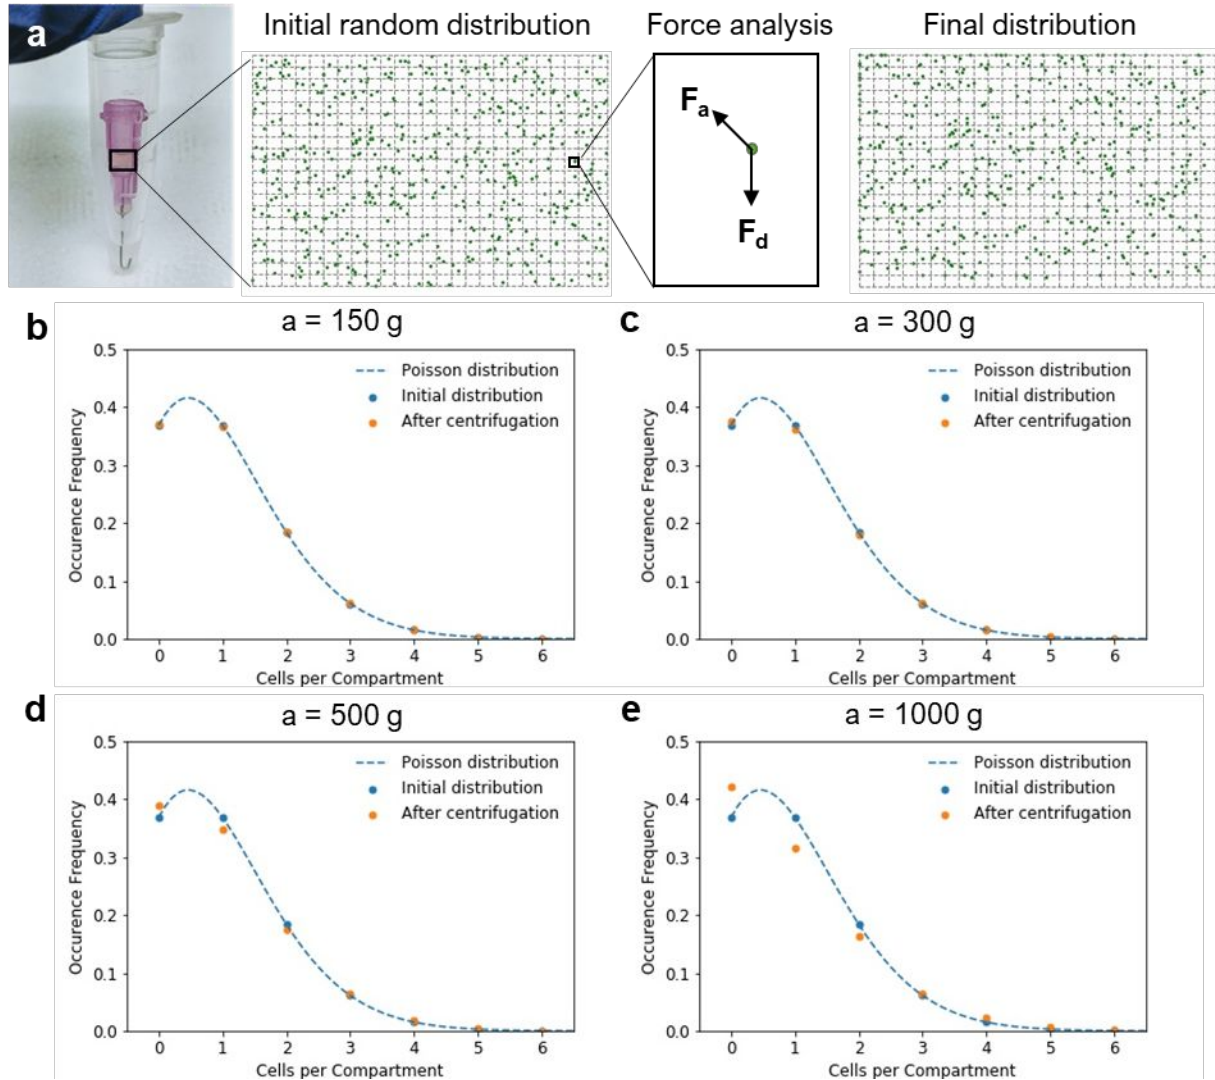 a
Initial random distribution
Force analysis
Final distribution
Fa
Fd
b
a = 150 g
0.5
0.4
0.3
0.2
0.1
0.0
Occurence Frequency
Poisson distribution
Initial distribution
After centrifugation
0 1 2 3 4 5 6
Cells per Compartment
c
a = 300 g
0.5
0.4
0.3
0.2
0.1
0.0
Occurence Frequency
Poisson distribution
Initial distribution
After centrifugation
0 1 2 3 4 5 6
Cells per Compartment
d
a = 500 g
0.5
0.4
0.3
0.2
0.1
0.0
Occurence Frequency
Poisson distribution
Initial distribution
After centrifugation
0 1 2 3 4 5 6
Cells per Compartment
e
a = 1000 g
0.5
0.4
0.3
0.2
0.1
0.0
Occurence Frequency
Poisson distribution
Initial distribution
After centrifugation
0 1 2 3 4 5 6
Cells per Compartment